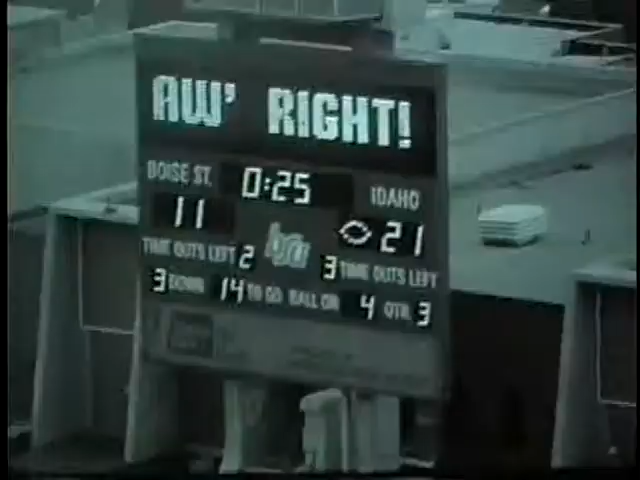 AW' RIGHT!
BOISE ST. 0:25 IDAHO
11 21
TIME OUTS LEFT 2 bsu 3 TIME OUTS LEFT
3 DOWN 14 TO GO BALL ON 4 QTR 3